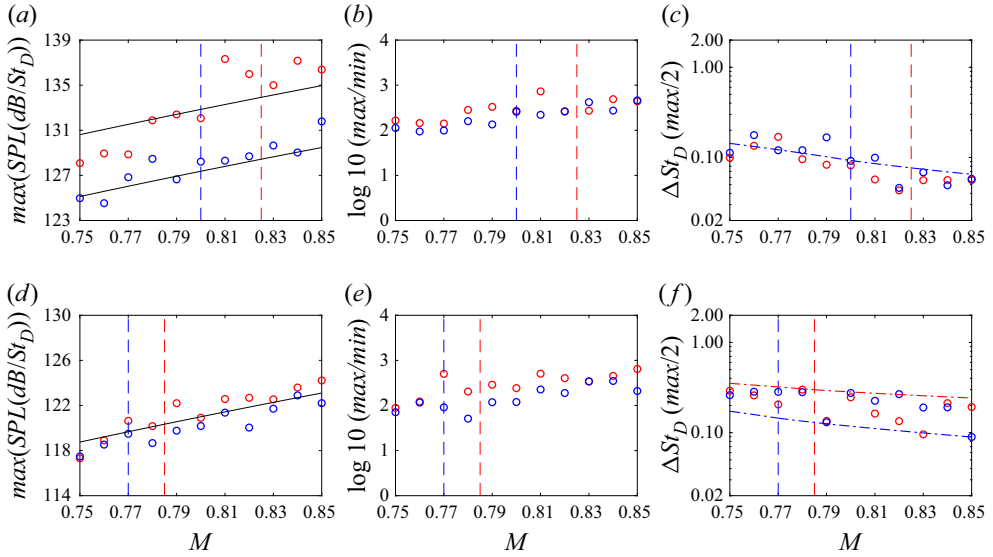 (a)
max(SPL(dB/St_D))
139
135
131
127
123
0.75 0.77 0.79 0.81 0.83 0.85
(b)
log 10 (max/min)
4
3
2
1
0
0.75 0.77 0.79 0.81 0.83 0.85
(c)
ΔSt_D (max/2)
2.00
1.00
0.10
0.02
0.75 0.77 0.79 0.81 0.83 0.85
(d)
max(SPL(dB/St_D))
130
126
122
118
114
0.75 0.77 0.79 0.81 0.83 0.85
M
(e)
log 10 (max/min)
4
3
2
1
0
0.75 0.77 0.79 0.81 0.83 0.85
M
(f)
ΔSt_D (max/2)
2.00
1.00
0.10
0.02
0.75 0.77 0.79 0.81 0.83 0.85
M